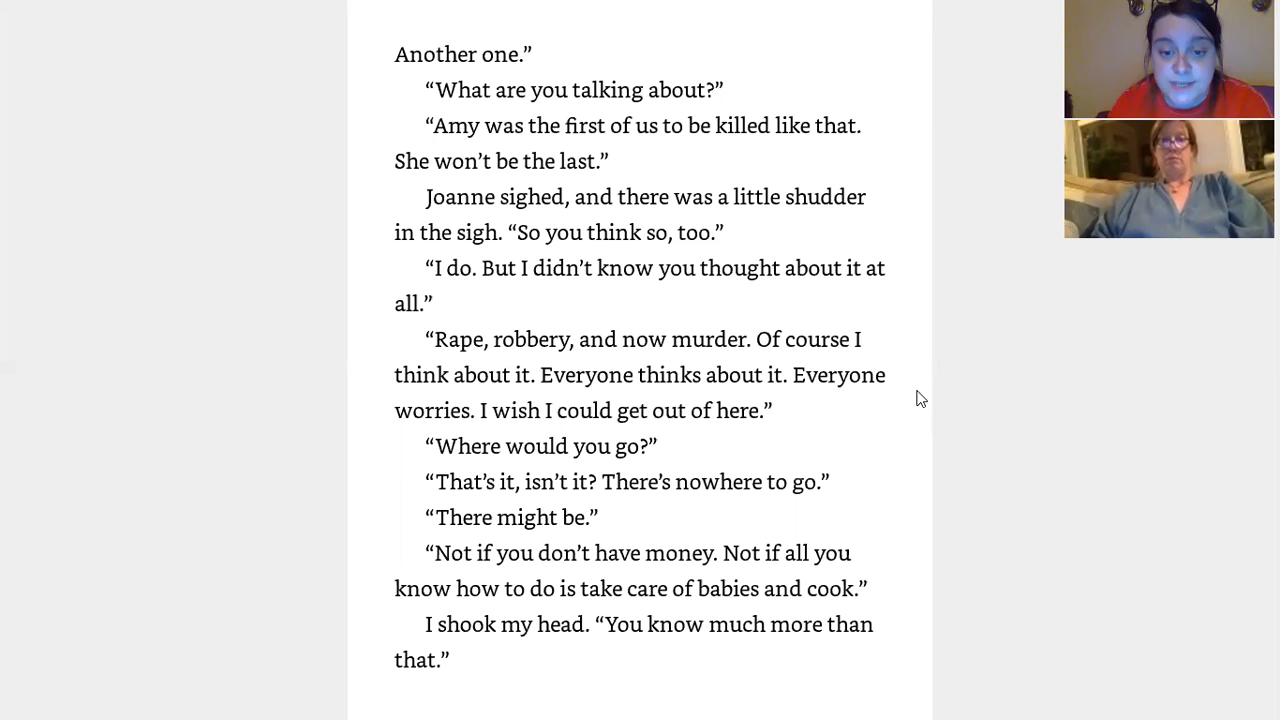 Another one.”
“What are you talking about?”
“Amy was the first of us to be killed like that.
She won’t be the last.”
Joanne sighed, and there was a little shudder
in the sigh. “So you think so, too.”
“I do. But I didn’t know you thought about it at
all.”
“Rape, robbery, and now murder. Of course I
think about it. Everyone thinks about it. Everyone
worries. I wish I could get out of here.”
“Where would you go?”
“That’s it, isn’t it? There’s nowhere to go.”
“There might be.”
“Not if you don’t have money. Not if all you
know how to do is take care of babies and cook.”
I shook my head. “You know much more than
that.”